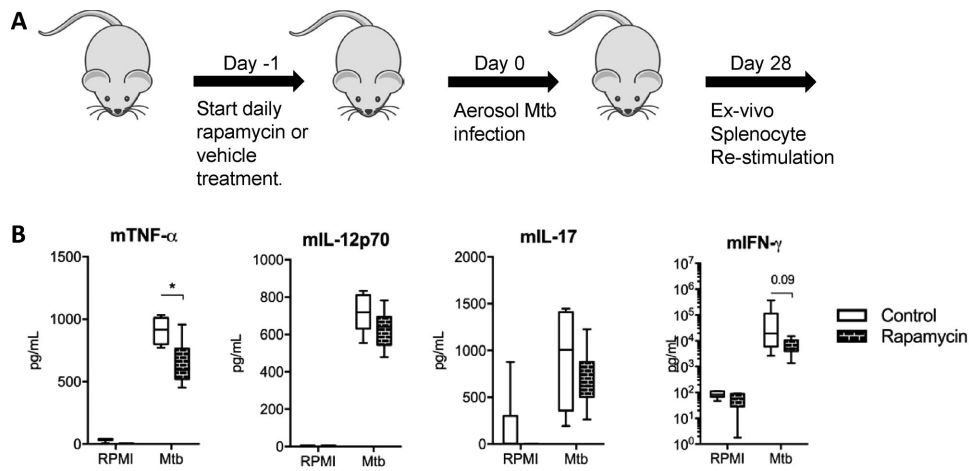 A
Day -1
Start daily
rapamycin or
vehicle
treatment.
Day 0
Aerosol Mtb
infection
Day 28
Ex-vivo
Splenocyte
Re-stimulation
B
mTNF-α
pg/mL
1500
1000
500
0
*
RPMI Mtb
mIL-12p70
pg/mL
1000
800
600
400
200
0
RPMI Mtb
mIL-17
pg/mL
2000
1500
1000
500
0
RPMI Mtb
mIFN-γ
pg/mL
10⁷
10⁶
10⁵
10⁴
10³
10²
10¹
10⁰
0.09
RPMI Mtb
Control
Rapamycin